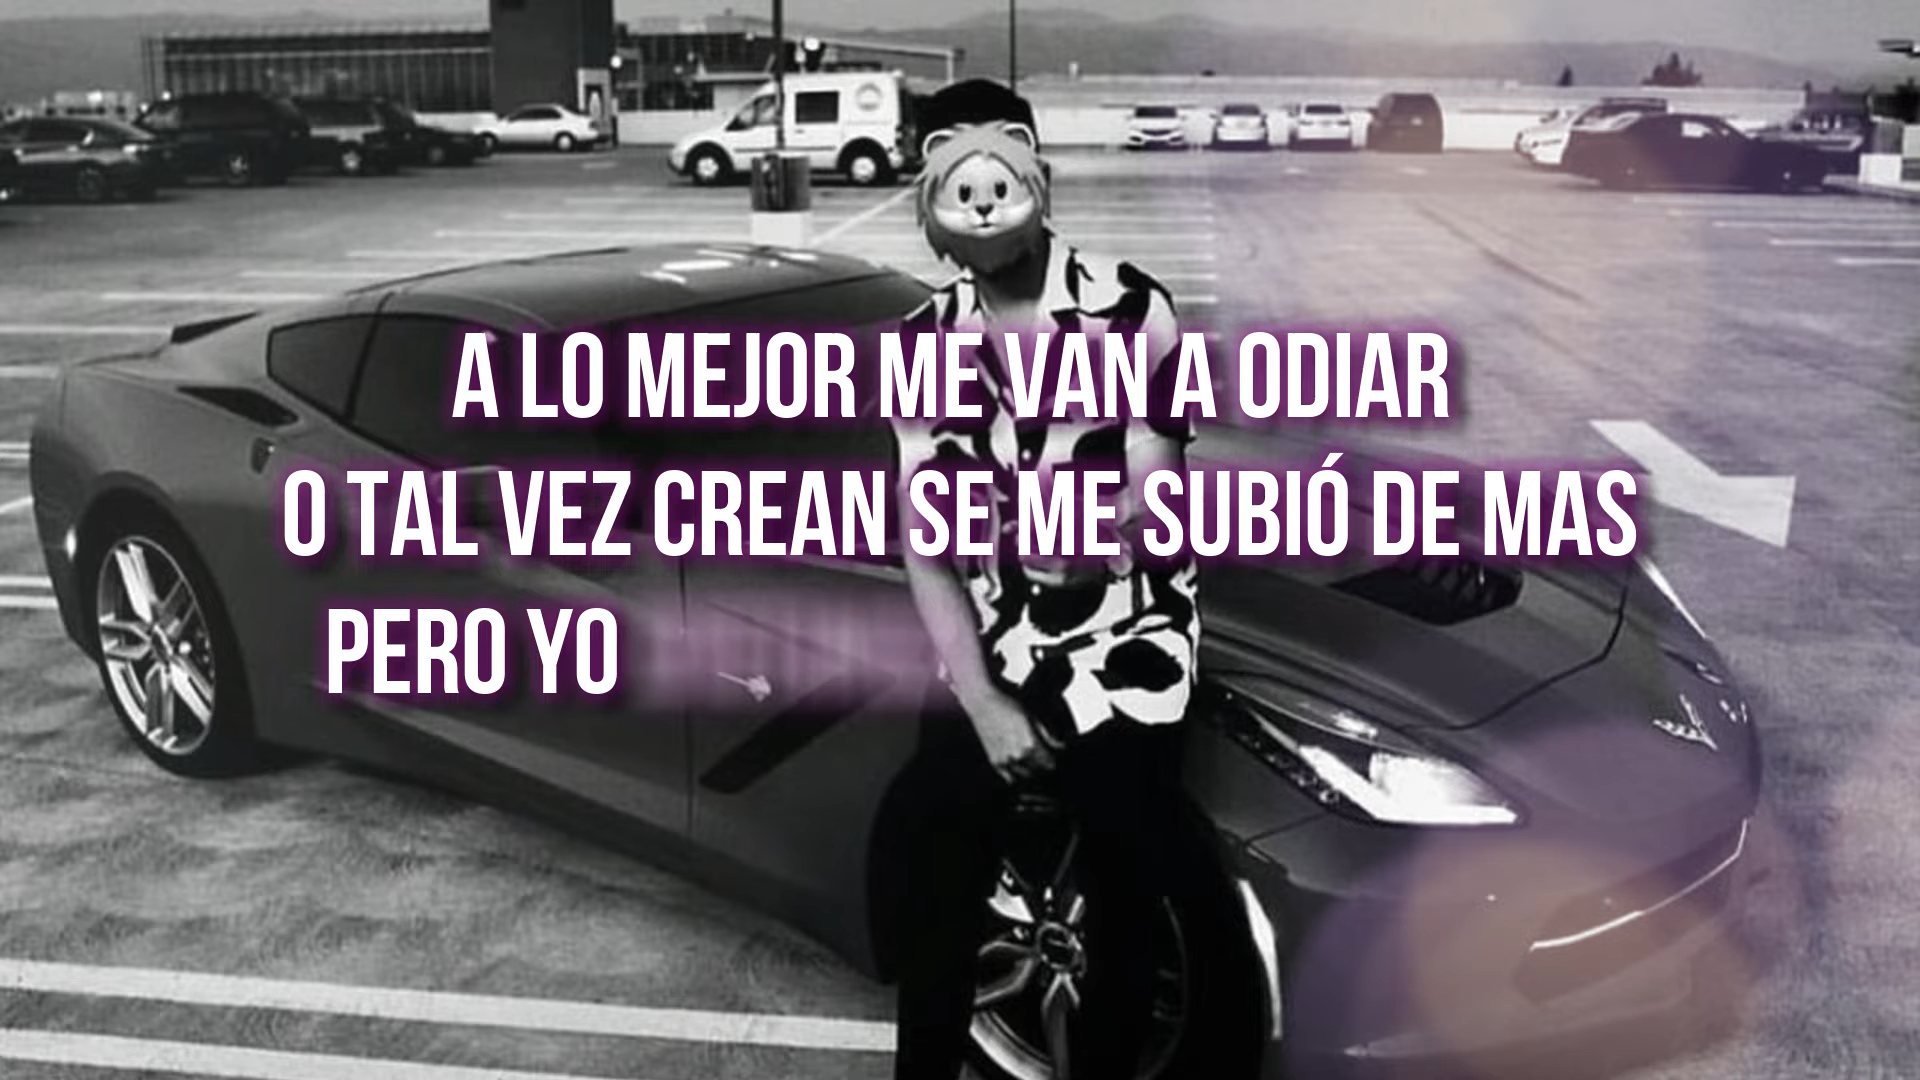 A LO MEJOR ME VAN A ODIAR
O TAL VEZ CREAN SE ME SUBIÓ DE MAS
PERO YO